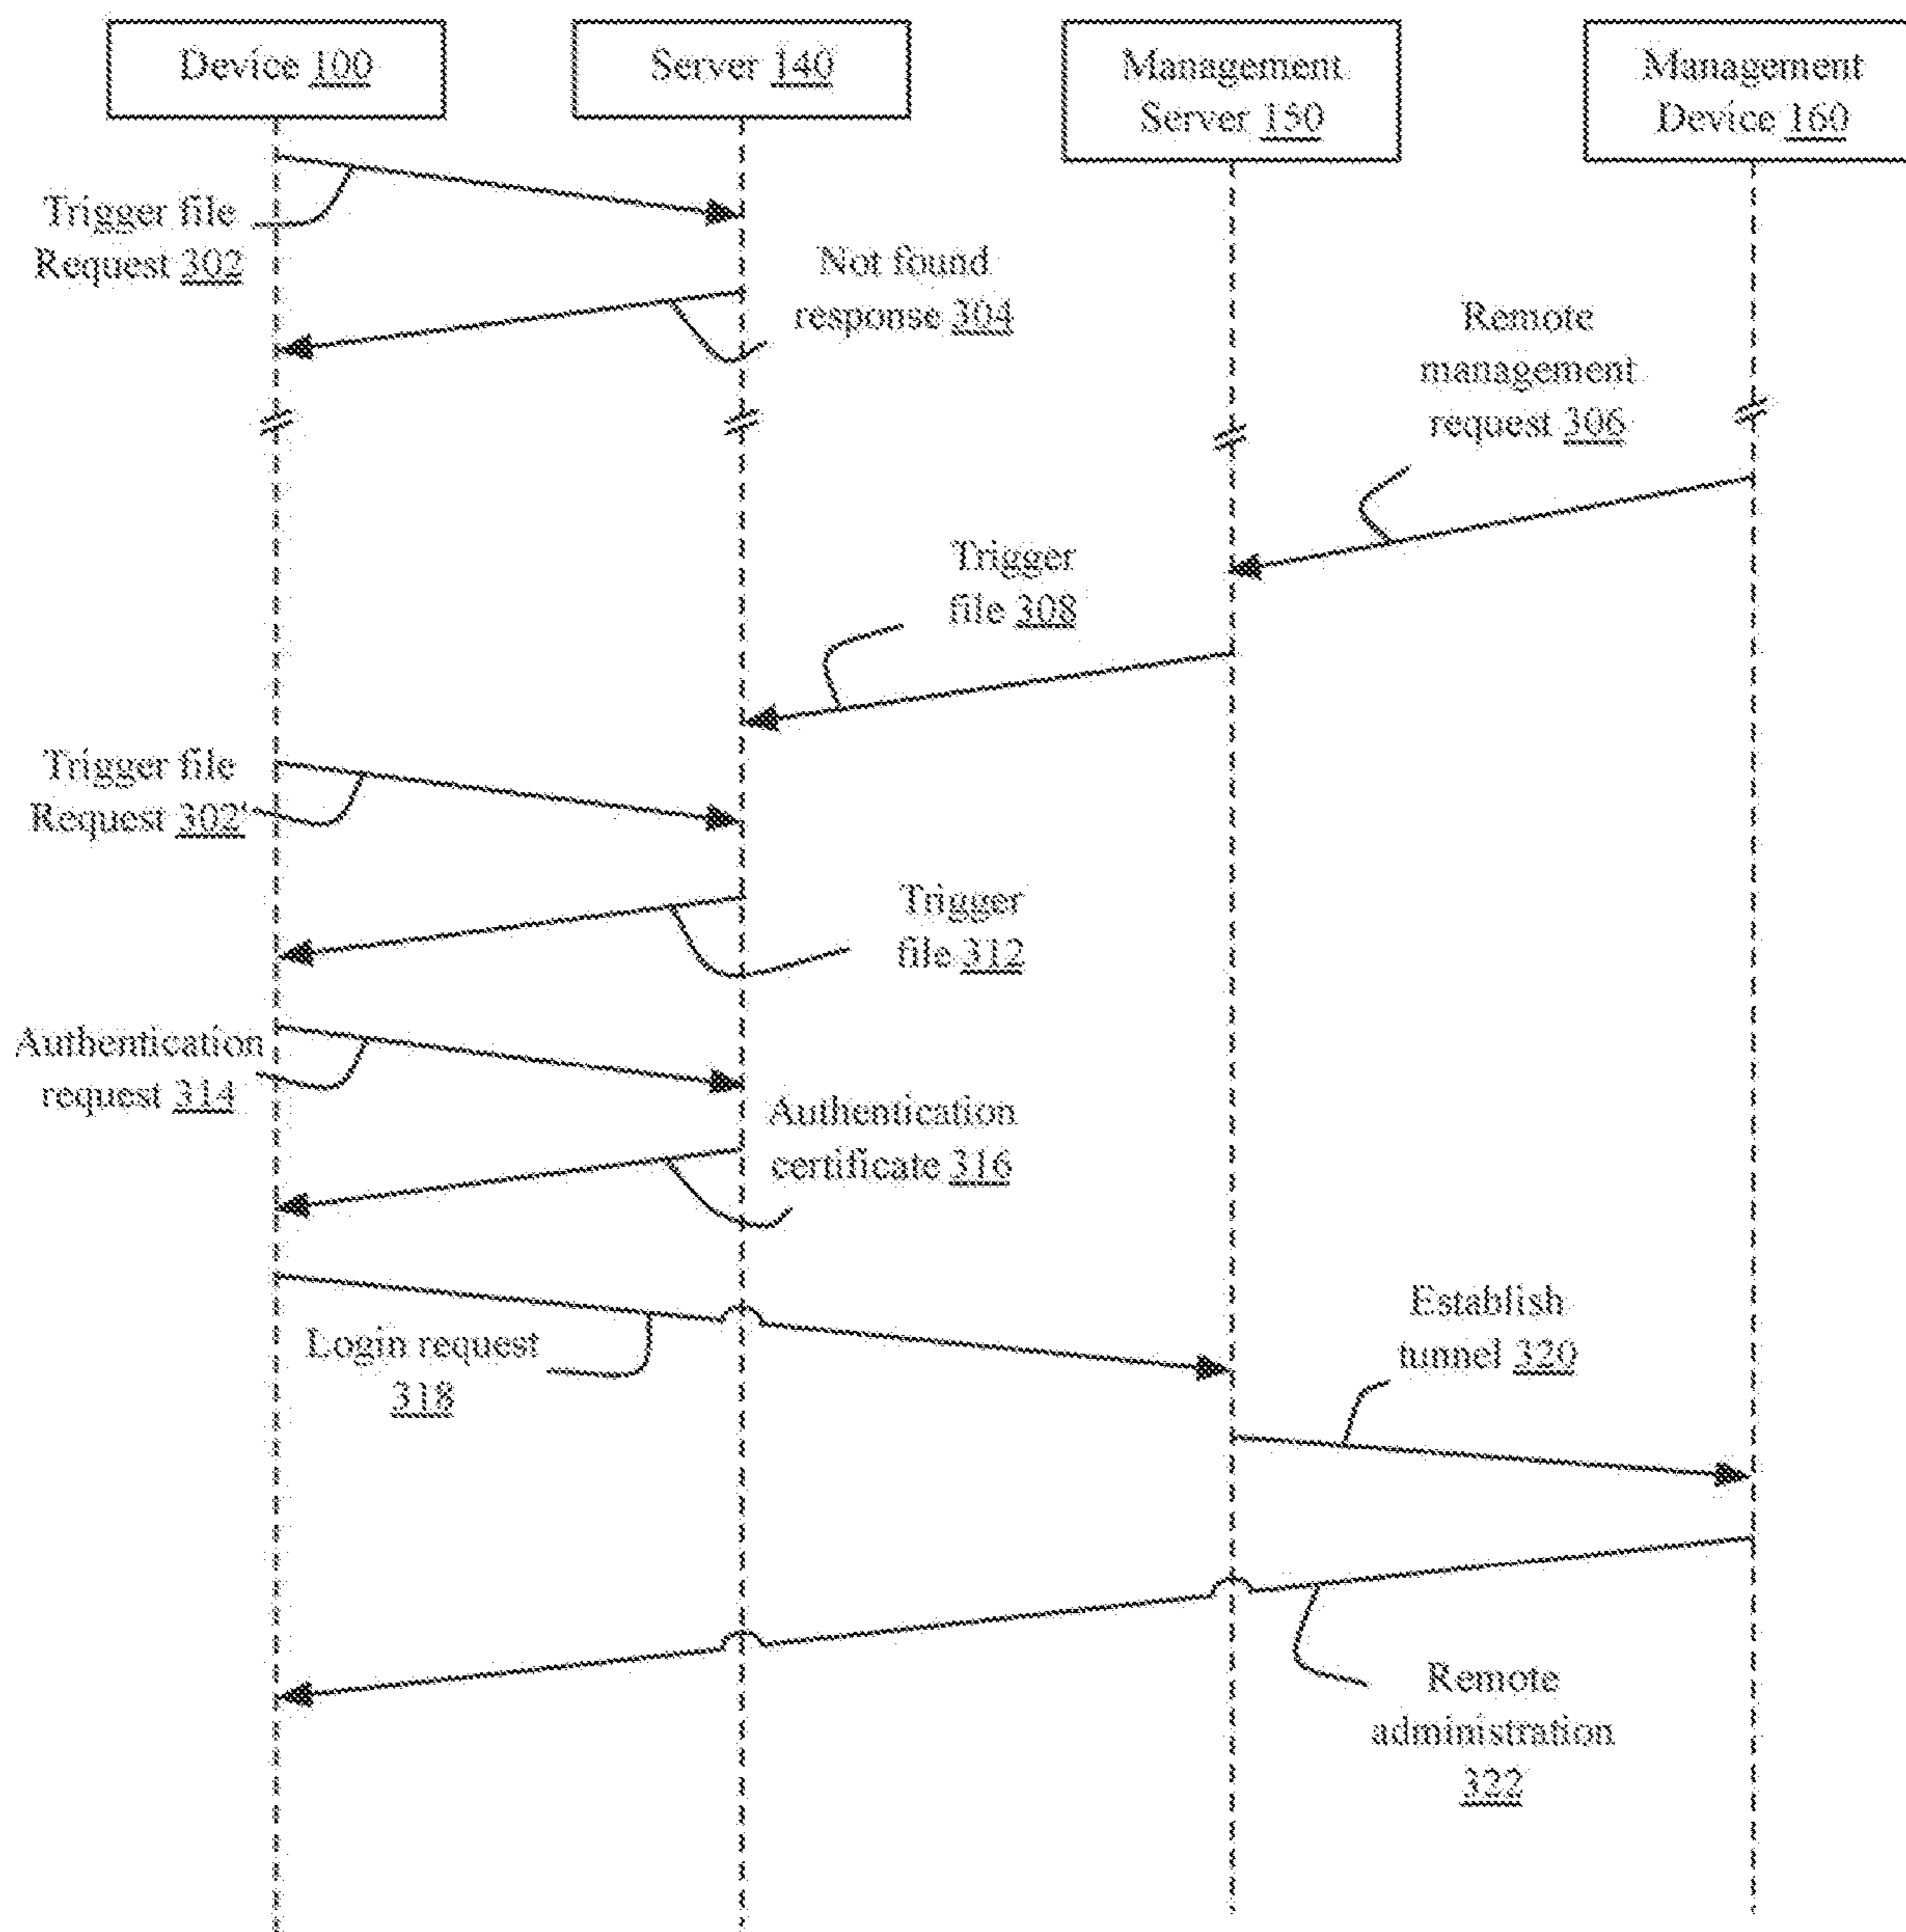 Device 100
Server 140
Management
Server 150
Management
Device 160
Trigger file
Request 302
Not found
response 304
Remote
management
request 306
Trigger
file 308
Trigger file
Request 302'
Trigger
file 312
Authentication
request 314
Authentication
certificate 316
Login request
318
Establish
tunnel 320
Remote
administration
322